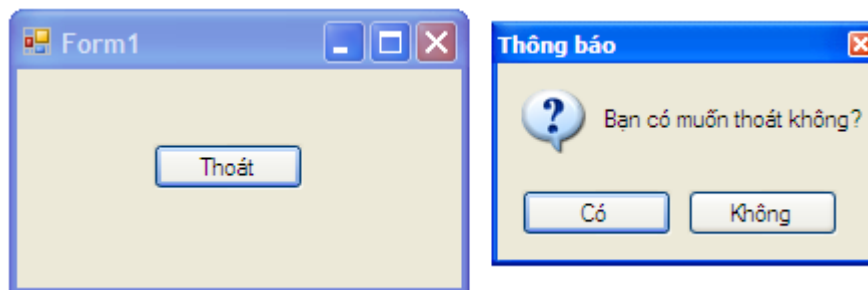 Form1
Thoát
Thông báo
Bạn có muốn thoát không?
Có
Không